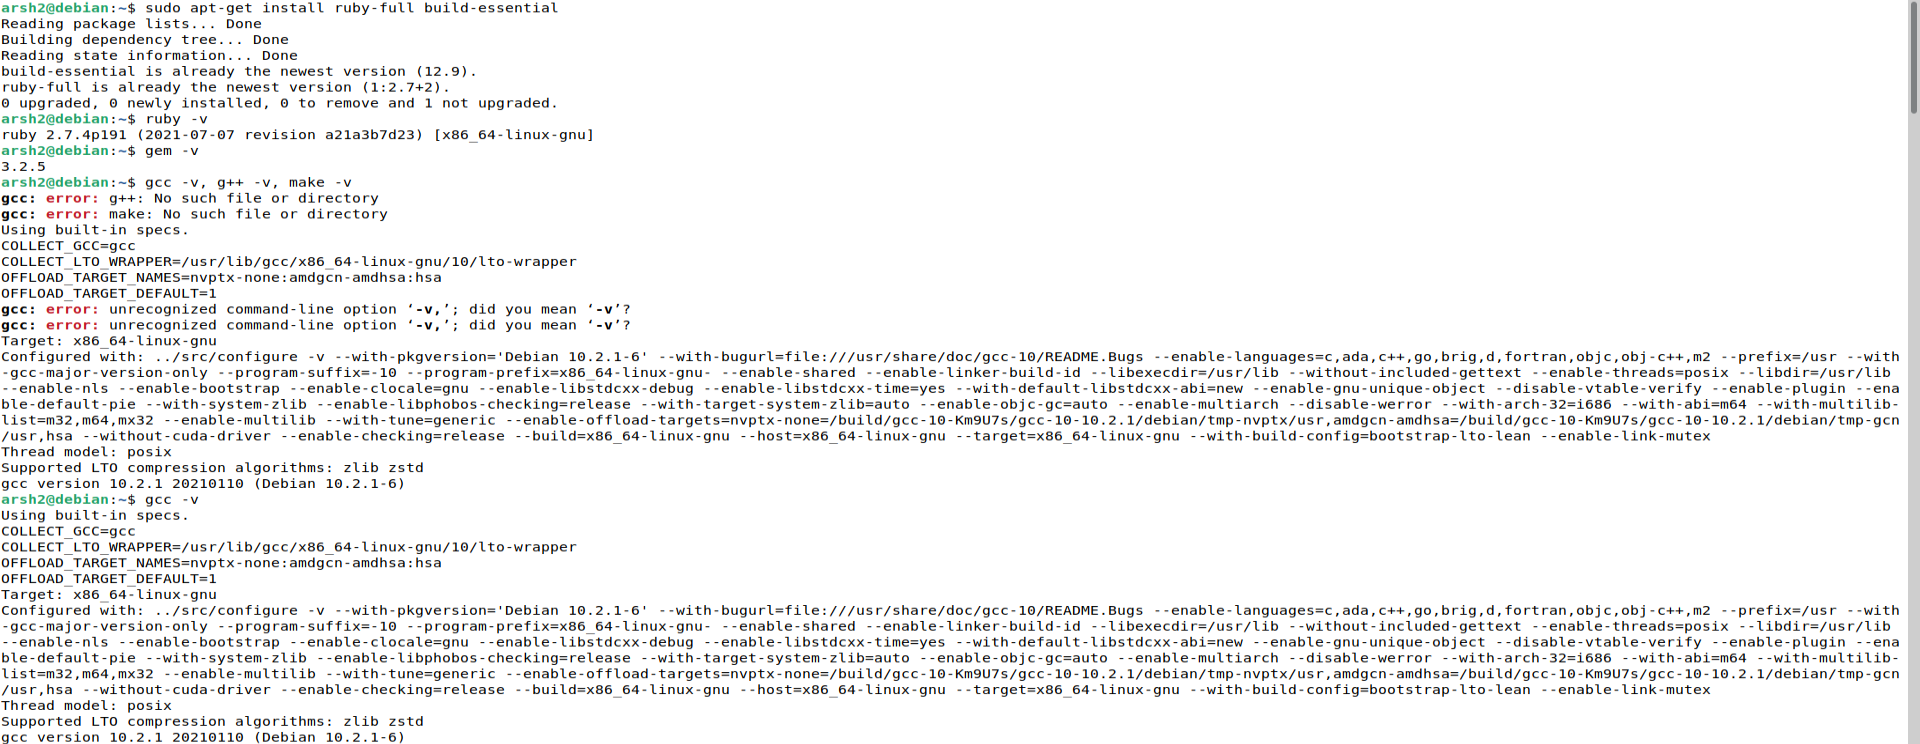 arsh2@debian:~$ sudo apt-get install ruby-full build-essential
Reading package lists... Done
Building dependency tree... Done
Reading state information... Done
build-essential is already the newest version (12.9).
ruby-full is already the newest version (1:2.7+2).
0 upgraded, 0 newly installed, 0 to remove and 1 not upgraded.
arsh2@debian:~$ ruby -v
ruby 2.7.4p191 (2021-07-07 revision a21a3b7d23) [x86_64-linux-gnu]
arsh2@debian:~$ gem -v
3.2.5
arsh2@debian:~$ gcc -v, g++ -v, make -v
gcc: error: g++: No such file or directory
gcc: error: make: No such file or directory
Using built-in specs.
COLLECT_GCC=gcc
COLLECT_LTO_WRAPPER=/usr/lib/gcc/x86_64-linux-gnu/10/lto-wrapper
OFFLOAD_TARGET_NAMES=nvptx-none:amdgcn-amdhsa:hsa
OFFLOAD_TARGET_DEFAULT=1
gcc: error: unrecognized command-line option ‘-v,’; did you mean ‘-v’?
gcc: error: unrecognized command-line option ‘-v,’; did you mean ‘-v’?
Target: x86_64-linux-gnu
Configured with: ../src/configure -v --with-pkgversion='Debian 10.2.1-6' --with-bugurl=file:///usr/share/doc/gcc-10/README.Bugs --enable-languages=c,ada,c++,go,brig,d,fortran,objc,obj-c++,m2 --prefix=/usr --with
-gcc-major-version-only --program-suffix=-10 --program-prefix=x86_64-linux-gnu- --enable-shared --enable-linker-build-id --libexecdir=/usr/lib --without-included-gettext --enable-threads=posix --libdir=/usr/lib
--enable-nls --enable-bootstrap --enable-clocale=gnu --enable-libstdcxx-debug --enable-libstdcxx-time=yes --with-default-libstdcxx-abi=new --enable-gnu-unique-object --disable-vtable-verify --enable-plugin --ena
ble-default-pie --with-system-zlib --enable-libphobos-checking=release --with-target-system-zlib=auto --enable-objc-gc=auto --enable-multiarch --disable-werror --with-arch-32=i686 --with-abi=m64 --with-multilib-
list=m32,m64,mx32 --enable-multilib --with-tune=generic --enable-offload-targets=nvptx-none=/build/gcc-10-Km9U7s/gcc-10-10.2.1/debian/tmp-nvptx/usr,amdgcn-amdhsa=/build/gcc-10-Km9U7s/gcc-10-10.2.1/debian/tmp-gcn
/usr,hsa --without-cuda-driver --enable-checking=release --build=x86_64-linux-gnu --host=x86_64-linux-gnu --target=x86_64-linux-gnu --with-build-config=bootstrap-lto-lean --enable-link-mutex
Thread model: posix
Supported LTO compression algorithms: zlib zstd
gcc version 10.2.1 20210110 (Debian 10.2.1-6)
arsh2@debian:~$ gcc -v
Using built-in specs.
COLLECT_GCC=gcc
COLLECT_LTO_WRAPPER=/usr/lib/gcc/x86_64-linux-gnu/10/lto-wrapper
OFFLOAD_TARGET_NAMES=nvptx-none:amdgcn-amdhsa:hsa
OFFLOAD_TARGET_DEFAULT=1
Target: x86_64-linux-gnu
Configured with: ../src/configure -v --with-pkgversion='Debian 10.2.1-6' --with-bugurl=file:///usr/share/doc/gcc-10/README.Bugs --enable-languages=c,ada,c++,go,brig,d,fortran,objc,obj-c++,m2 --prefix=/usr --with
-gcc-major-version-only --program-suffix=-10 --program-prefix=x86_64-linux-gnu- --enable-shared --enable-linker-build-id --libexecdir=/usr/lib --without-included-gettext --enable-threads=posix --libdir=/usr/lib
--enable-nls --enable-bootstrap --enable-clocale=gnu --enable-libstdcxx-debug --enable-libstdcxx-time=yes --with-default-libstdcxx-abi=new --enable-gnu-unique-object --disable-vtable-verify --enable-plugin --ena
ble-default-pie --with-system-zlib --enable-libphobos-checking=release --with-target-system-zlib=auto --enable-objc-gc=auto --enable-multiarch --disable-werror --with-arch-32=i686 --with-abi=m64 --with-multilib-
list=m32,m64,mx32 --enable-multilib --with-tune=generic --enable-offload-targets=nvptx-none=/build/gcc-10-Km9U7s/gcc-10-10.2.1/debian/tmp-nvptx/usr,amdgcn-amdhsa=/build/gcc-10-Km9U7s/gcc-10-10.2.1/debian/tmp-gcn
/usr,hsa --without-cuda-driver --enable-checking=release --build=x86_64-linux-gnu --host=x86_64-linux-gnu --target=x86_64-linux-gnu --with-build-config=bootstrap-lto-lean --enable-link-mutex
Thread model: posix
Supported LTO compression algorithms: zlib zstd
gcc version 10.2.1 20210110 (Debian 10.2.1-6)